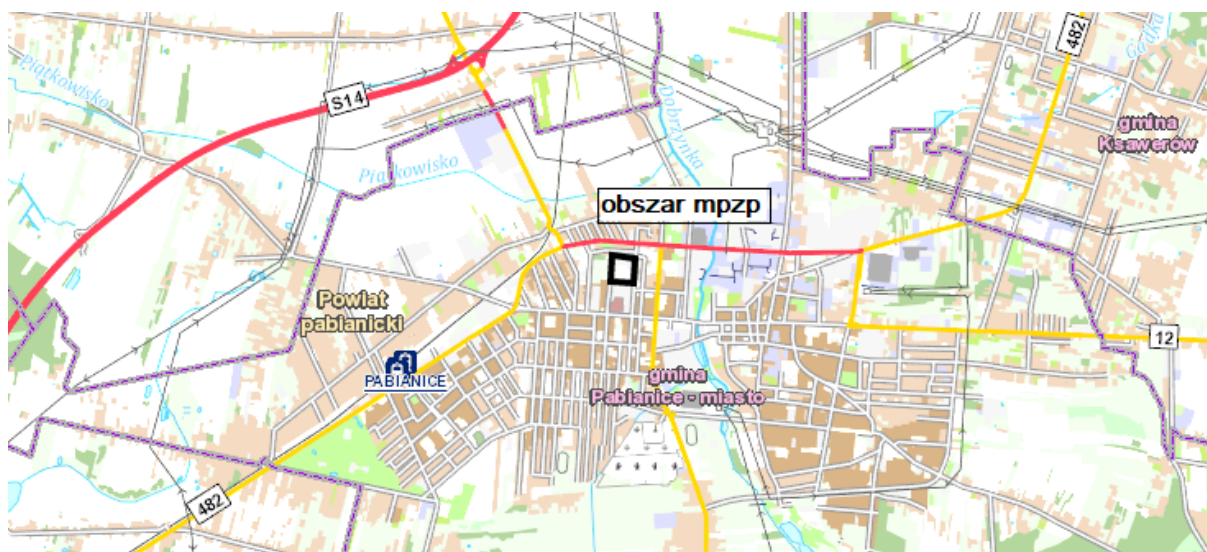 482
Gadka
Piątkowisko
S14
Dobrzynka
gmina
Ksawerów
Piątkowisko
obszar mpzp
Powiat
pabianicki
12
PABIANICE
gmina
Pabianice - miasto
482